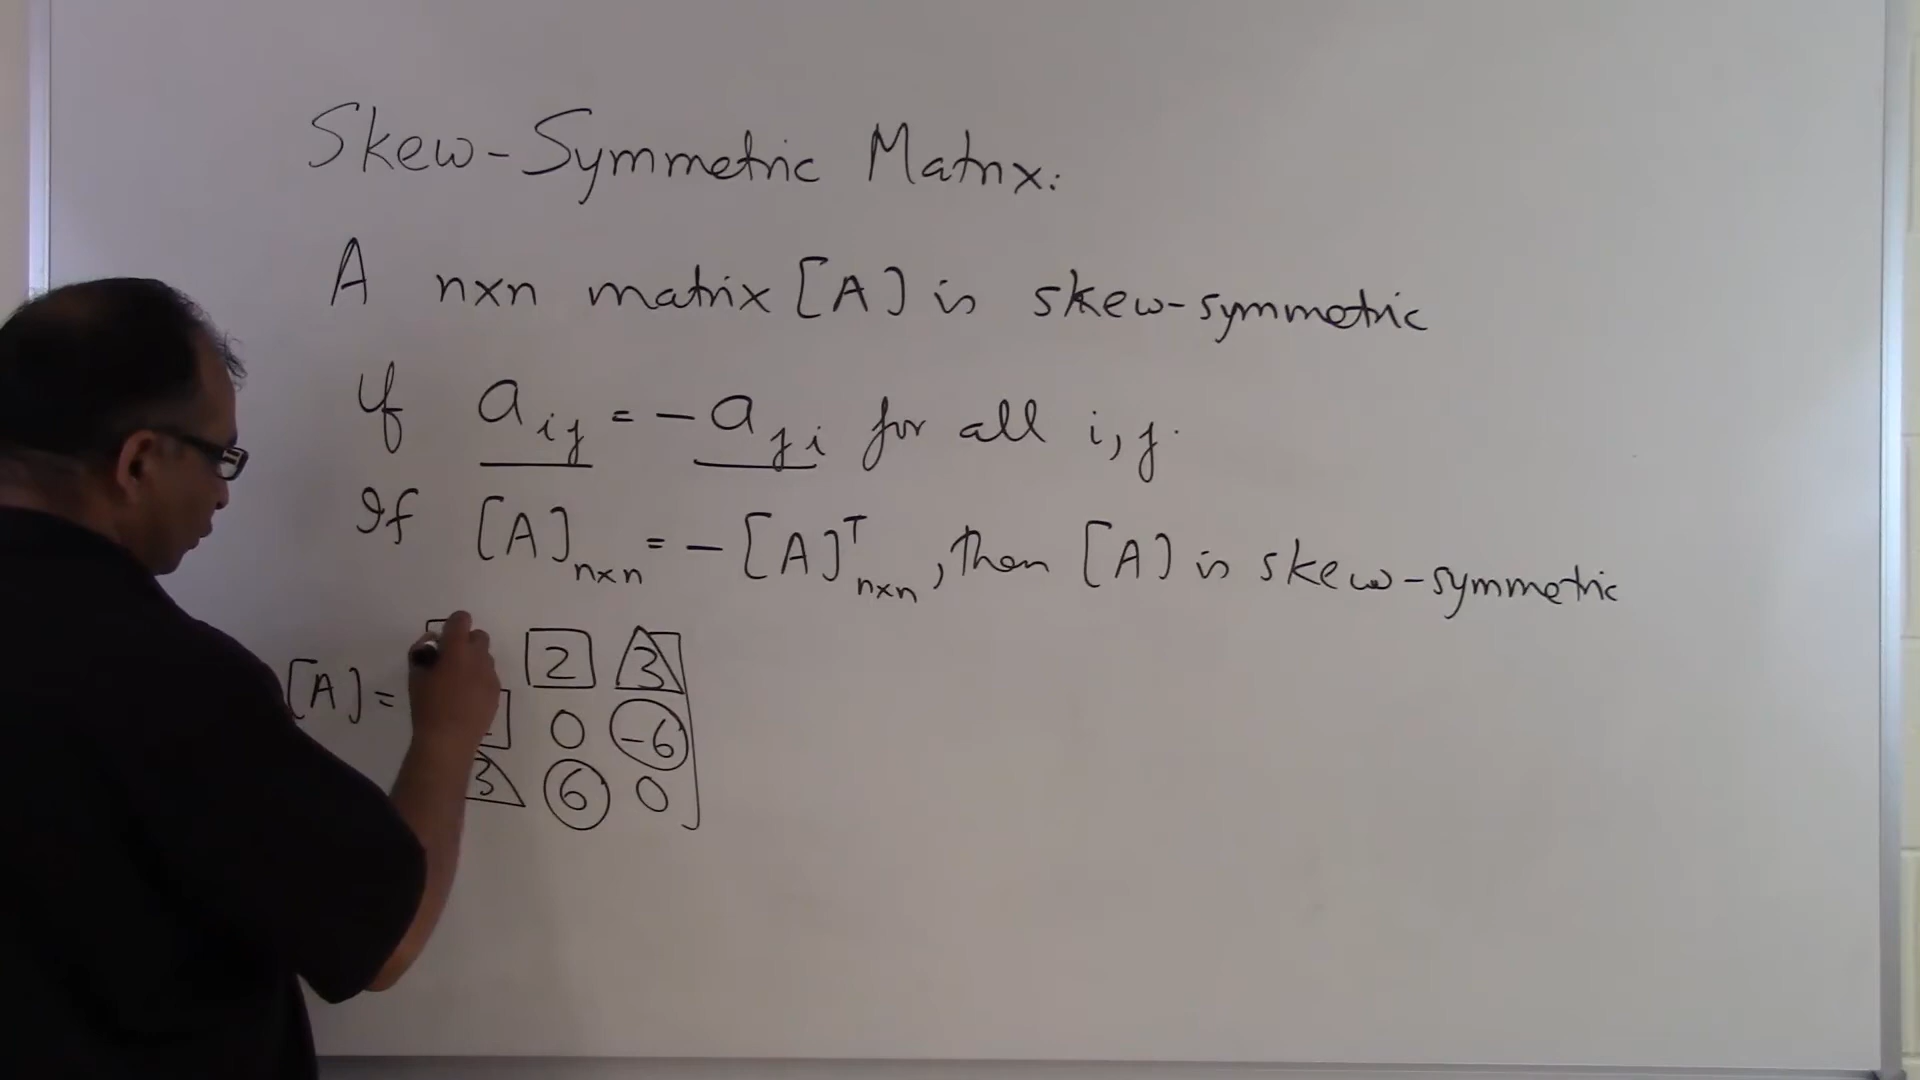 Skew-Symmetric Matrix:
A nxn matrix [A] is skew-symmetric
if a_ij = -a_ji for all i, j.
If [A]_nxn = -[A]^T_nxn, then [A] is skew-symmetric
[A] = [ 2 3
0 -6
3 6 0 ]